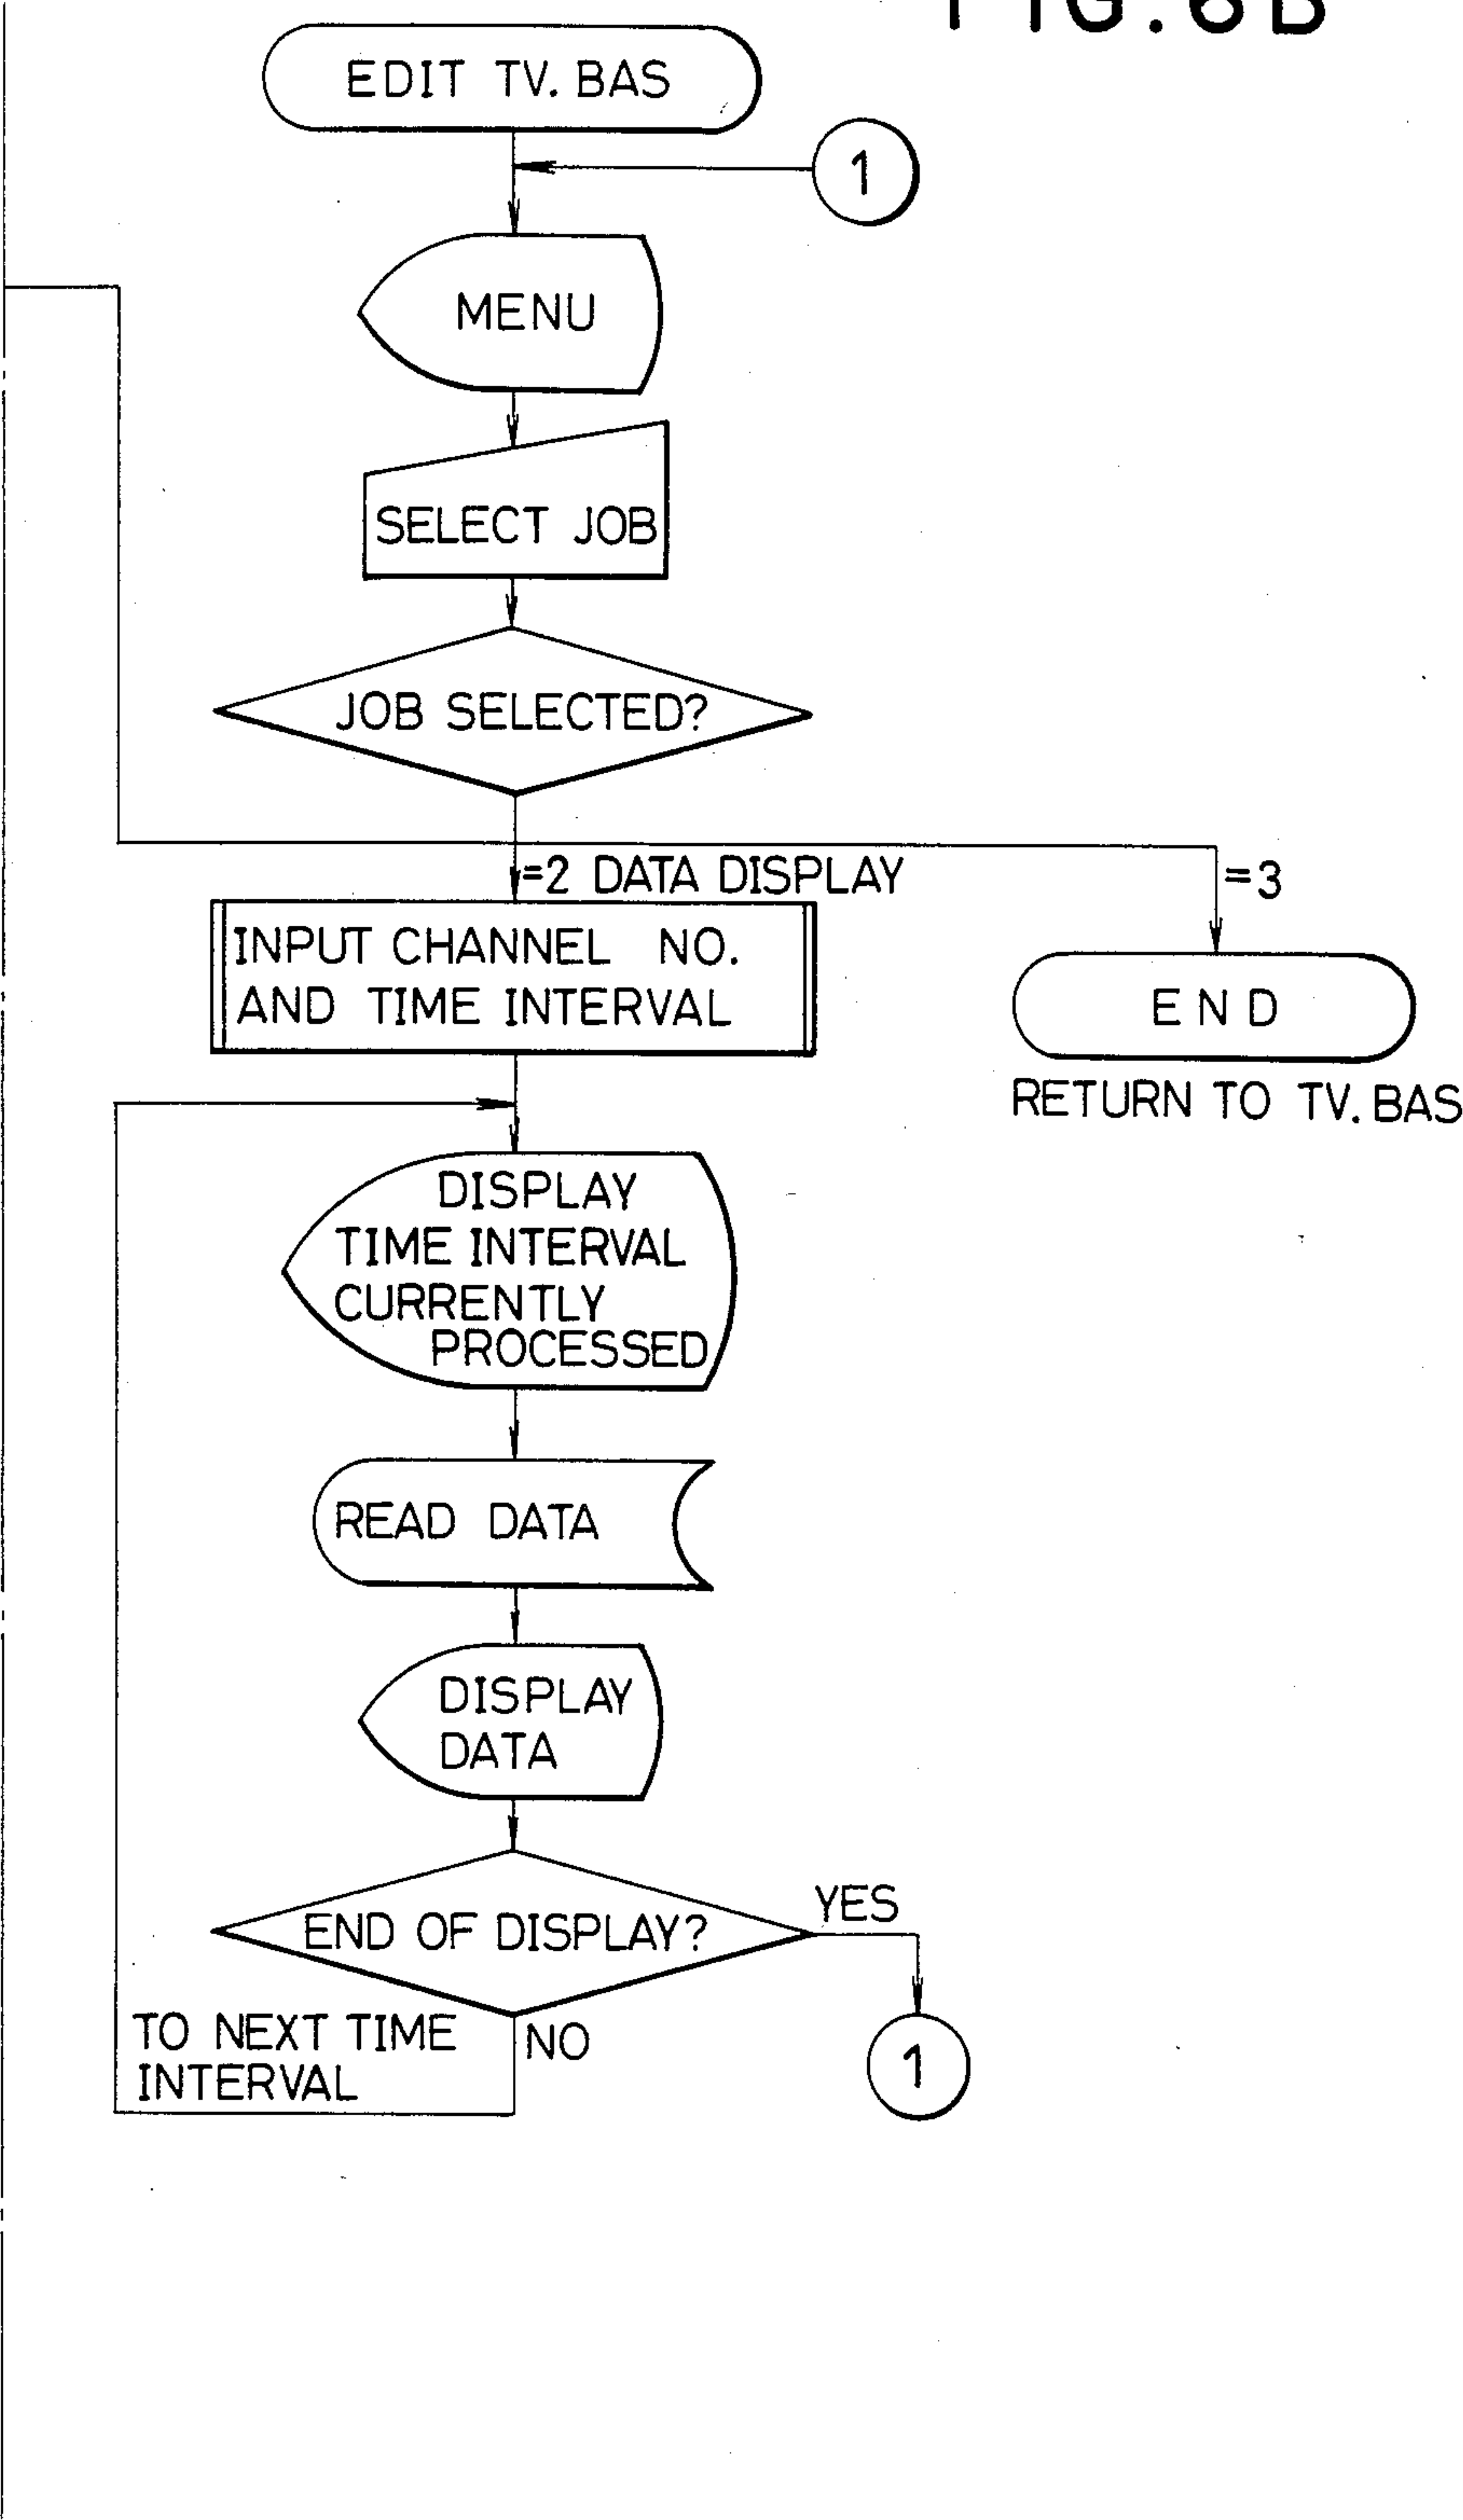 FIG.
EDIT TV. BAS
1
MENU
SELECT JOB
JOB SELECTED?
=2 DATA DISPLAY
=3
INPUT CHANNEL NO.
AND TIME INTERVAL
END
RETURN TO TV. BAS
DISPLAY
TIME INTERVAL
CURRENTLY
PROCESSED
READ DATA
DISPLAY
DATA
END OF DISPLAY?
YES
TO NEXT TIME
INTERVAL
NO
1